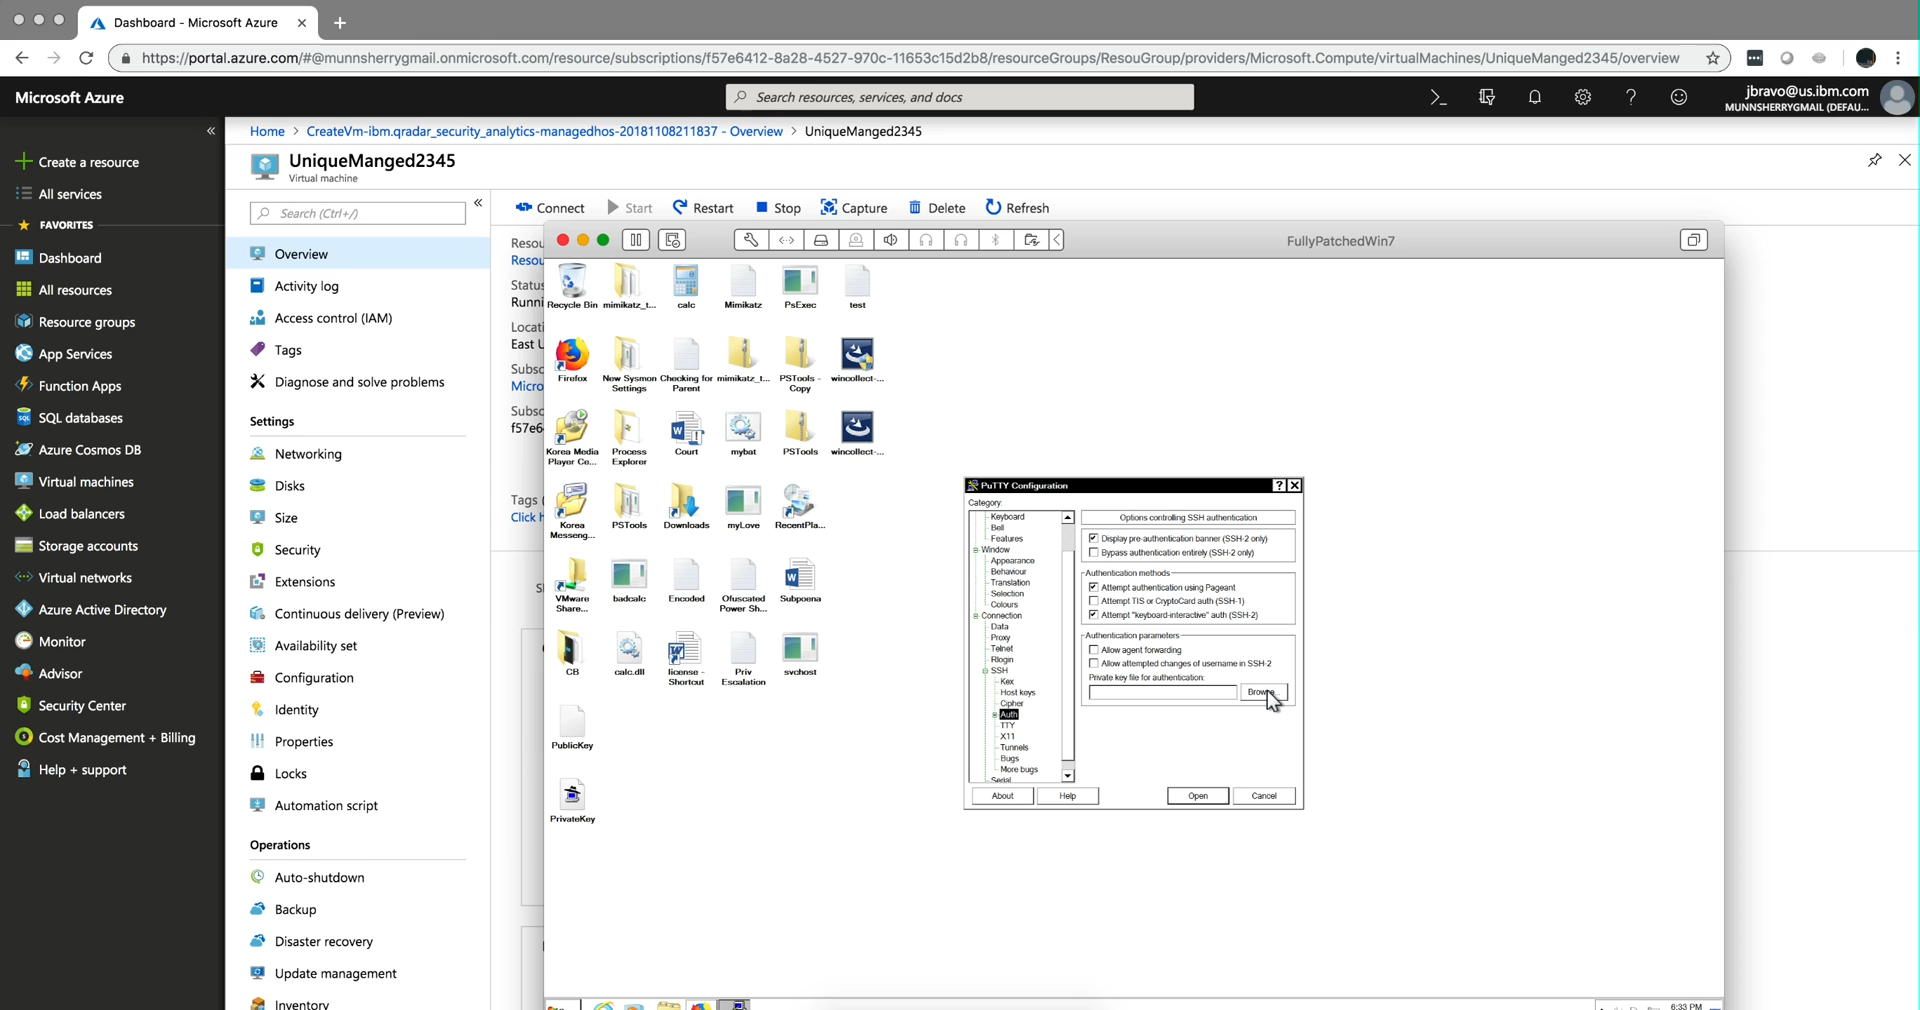 Dashboard - Microsoft Azure
https://portal.azure.com/#@munnsherrygmail.onmicrosoft.com/resource/subscriptions/f57e6412-8a28-4527-970c-11653c15d2b8/resourceGroups/ResouGroup/providers/Microsoft.Compute/virtualMachines/UniqueManged2345/overview
Microsoft Azure
Search resources, services, and docs
jbravo@us.ibm.com
MUNNSHERRYGMAIL (DEFAU...
Home > CreateVm-ibm.qradar_security_analytics-managedhos-20181108211837 - Overview > UniqueManged2345
Create a resource
All services
FAVORITES
Dashboard
All resources
Resource groups
App Services
Function Apps
SQL databases
Azure Cosmos DB
Virtual machines
Load balancers
Storage accounts
Virtual networks
Azure Active Directory
Monitor
Advisor
Security Center
Cost Management + Billing
Help + support
UniqueManged2345
Virtual machine
Search (Ctrl+/)
Overview
Activity log
Access control (IAM)
Tags
Diagnose and solve problems
Settings
Networking
Disks
Size
Security
Extensions
Continuous delivery (Preview)
Availability set
Configuration
Identity
Properties
Locks
Automation script
Operations
Auto-shutdown
Backup
Disaster recovery
Update management
Inventory
Connect
Start
Restart
Stop
Capture
Delete
Refresh
Resou
Resou
Status
Runni
Locati
East U
Subsc
Micro
Subsc
f57e6
Tags (
Click h
FullyPatchedWin7
Recycle Bin
mimikatz_t...
calc
Mimikatz
PsExec
test
Firefox
New Sysmon
Settings
Checking for
Parent
mimikatz_t...
PSTools -
Copy
wincollect-...
Korea Media
Player Ce...
Process
Explorer
Court
mybat
PSTools
wincollect-...
Korea
Messeng...
PSTools
Downloads
myLove
RecentPla...
VMware
Share...
badcalc
Encoded
Ofuscated
Power Sh...
Subpoena
CB
calc.dll
license -
Shortcut
Priv
Escalation
svchost
PublicKey
PrivateKey
PuTTY Configuration
Category:
Keyboard
Bell
Features
Window
Appearance
Behaviour
Translation
Selection
Colours
Connection
Data
Proxy
Telnet
Rlogin
SSH
Kex
Host keys
Cipher
Auth
TTY
X11
Tunnels
Bugs
More bugs
Serial
Options controlling SSH authentication
Display pre-authentication banner (SSH-2 only)
Bypass authentication entirely (SSH-2 only)
Authentication methods
Attempt authentication using Pageant
Attempt TIS or CryptoCard auth (SSH-1)
Attempt "keyboard-interactive" auth (SSH-2)
Authentication parameters
Allow agent forwarding
Allow attempted changes of username in SSH-2
Private key file for authentication:
Browse...
About
Help
Open
Cancel
6:33 PM